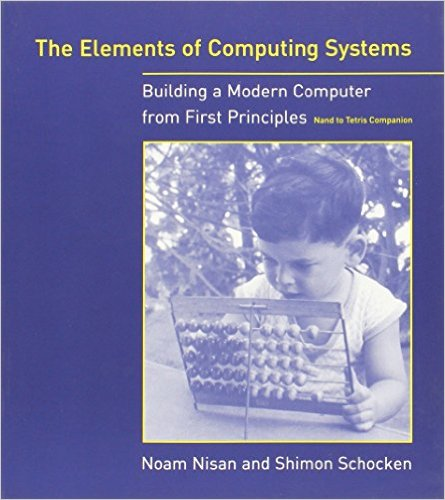 The Elements of Computing Systems
Building a Modern Computer
from First Principles Nand to Tetris Companion
Noam Nisan and Shimon Schocken